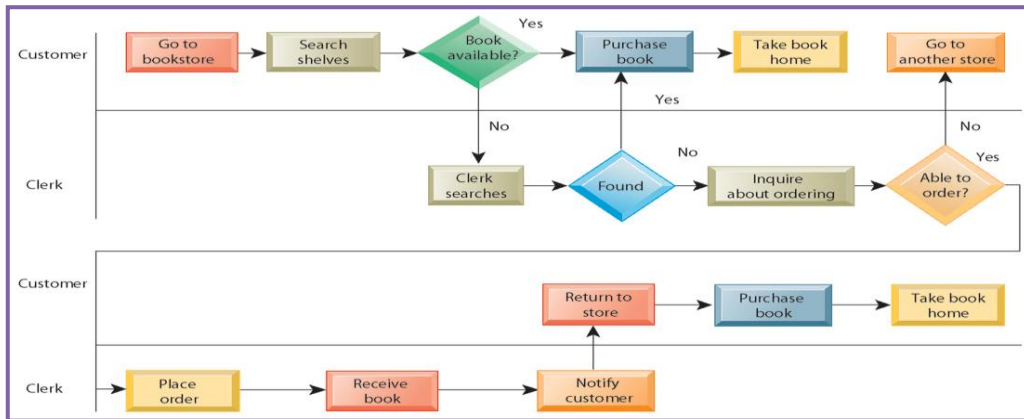 Customer
Go to
bookstore
Search
shelves
Book
available?
Yes
Purchase
book
Take book
home
Go to
another store
No
Yes
No
Clerk
Clerk
searches
Found
No
Inquire
about ordering
Able to
order?
Yes
Customer
Return to
store
Purchase
book
Take book
home
Clerk
Place
order
Receive
book
Notify
customer